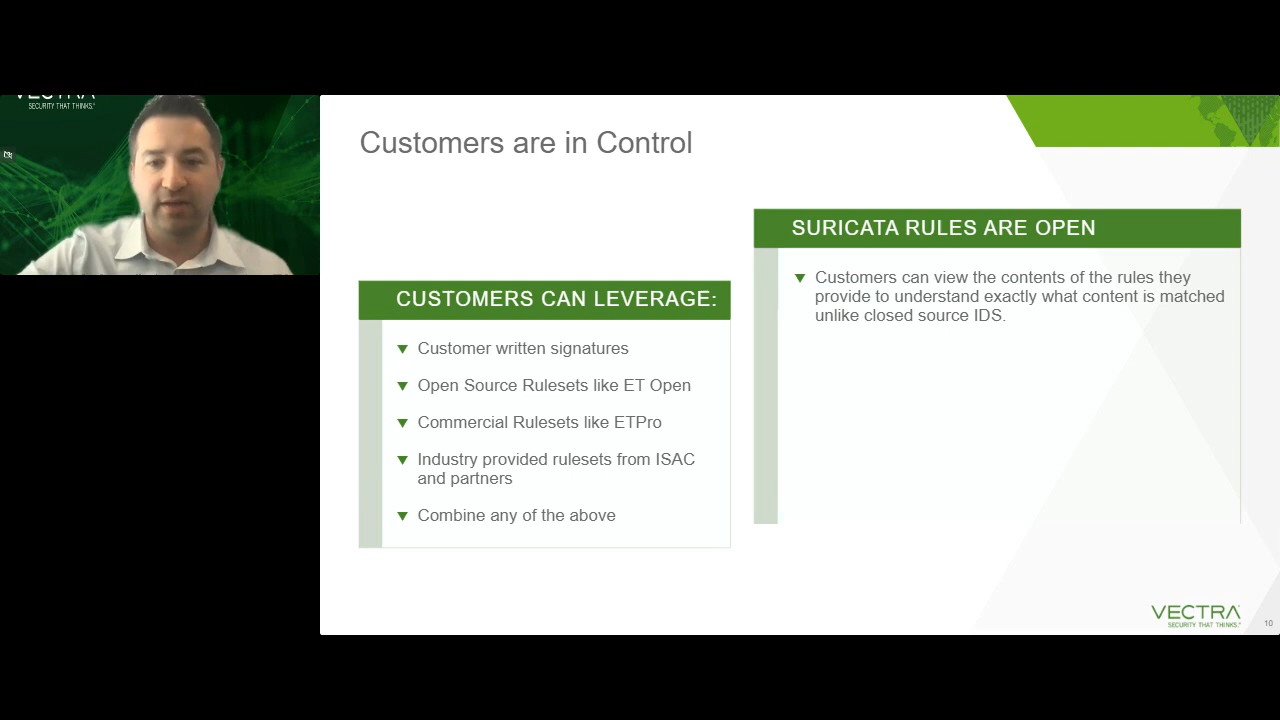 VECTRA
SECURITY THAT THINKS.®
Customers are in Control
CUSTOMERS CAN LEVERAGE:
Customer written signatures
Open Source Rulesets like ET Open
Commercial Rulesets like ETPro
Industry provided rulesets from ISAC
and partners
Combine any of the above
SURICATA RULES ARE OPEN
Customers can view the contents of the rules they
provide to understand exactly what content is matched
unlike closed source IDS.
VECTRA
SECURITY THAT THINKS.®
10